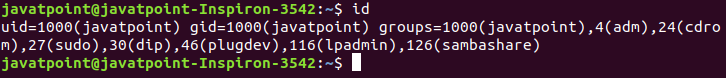 javatpoint@javatpoint-Inspiron-3542:~$ id
uid=1000(javatpoint) gid=1000(javatpoint) groups=1000(javatpoint),4(adm),24(cdro
m),27(sudo),30(dip),46(plugdev),116(lpadmin),126(sambashare)
javatpoint@javatpoint-Inspiron-3542:~$